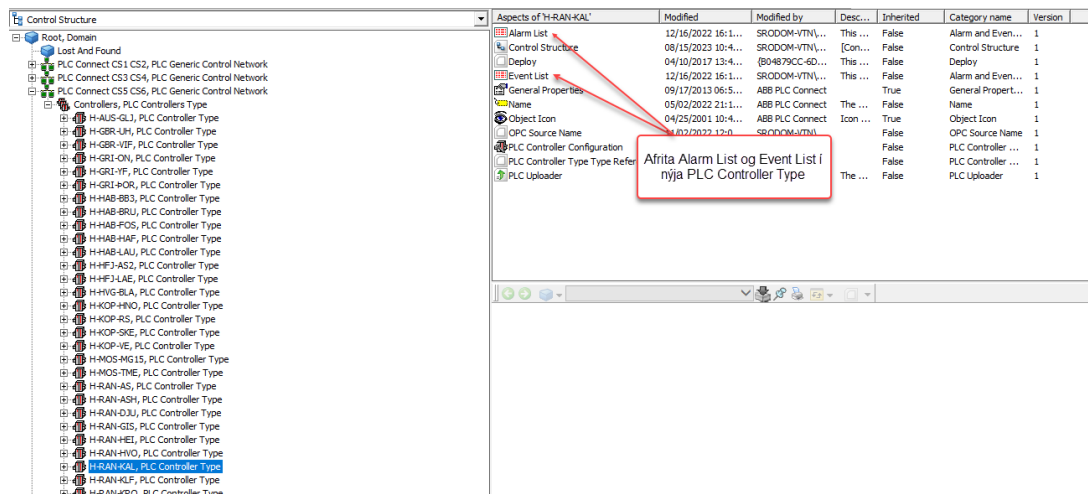 Control Structure
Root, Domain
Lost And Found
PLC Connect CS1 CS2, PLC Generic Control Network
PLC Connect CS3 CS4, PLC Generic Control Network
PLC Connect CS5 CS6, PLC Generic Control Network
Controllers, PLC Controllers Type
H-AUS-GLJ, PLC Controller Type
H-GBR-UH, PLC Controller Type
H-GBR-VIF, PLC Controller Type
H-GRI-ON, PLC Controller Type
H-GRI-YF, PLC Controller Type
H-GRI-ÞOR, PLC Controller Type
H-HAB-BB3, PLC Controller Type
H-HAB-BRU, PLC Controller Type
H-HAB-FOS, PLC Controller Type
H-HAB-HAF, PLC Controller Type
H-HAB-LAU, PLC Controller Type
H-HFJ-AS2, PLC Controller Type
H-HFJ-LAE, PLC Controller Type
H-HVG-BLA, PLC Controller Type
H-KOP-HNO, PLC Controller Type
H-KOP-RS, PLC Controller Type
H-KOP-SKE, PLC Controller Type
H-KOP-VE, PLC Controller Type
H-MOS-MG15, PLC Controller Type
H-MOS-TME, PLC Controller Type
H-RAN-AS, PLC Controller Type
H-RAN-ASH, PLC Controller Type
H-RAN-DJU, PLC Controller Type
H-RAN-GIS, PLC Controller Type
H-RAN-HEI, PLC Controller Type
H-RAN-HVO, PLC Controller Type
H-RAN-KAL, PLC Controller Type
H-RAN-KLF, PLC Controller Type
H-RAN-KRO, PLC Controller Type
Aspects of 'H-RAN-KAL' Modified Modified by Desc... Inherited Category name Version
Alarm List 12/16/2022 16:1... SRODOM-VTN\... This ... False Alarm and Even... 1
Control Structure 08/15/2023 10:4... SRODOM-VTN\... [Con... False Control Structure 1
Deploy 04/10/2017 13:4... {B04879CC-6D... This ... False Deploy 1
Event List 12/16/2022 16:1... SRODOM-VTN\... This ... False Alarm and Even... 1
General Properties 09/17/2013 06:5... ABB PLC Connect True General Propert... 1
Name 05/02/2022 21:1... ABB PLC Connect The ... False Name 1
Object Icon 04/25/2001 10:4... ABB PLC Connect Icon ... True Object Icon 1
OPC Source Name False OPC Source Name 1
PLC Controller Configuration False PLC Controller ... 1
PLC Controller Type Type Refer False PLC Controller ... 1
PLC Uploader The ... False PLC Uploader 1
Afrita Alarm List og Event List í
nýja PLC Controller Type